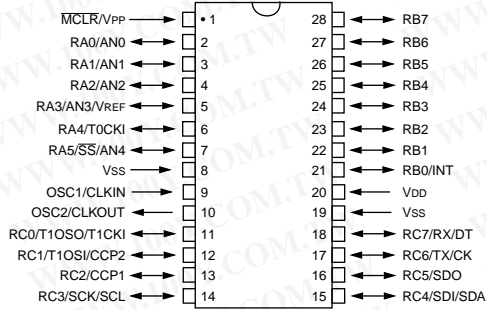 MCLR/VPP 1 28 RB7
RA0/AN0 2 27 RB6
RA1/AN1 3 26 RB5
RA2/AN2 4 25 RB4
RA3/AN3/VREF 5 24 RB3
RA4/T0CKI 6 23 RB2
RA5/SS/AN4 7 22 RB1
VSS 8 21 RB0/INT
OSC1/CLKIN 9 20 VDD
OSC2/CLKOUT 10 19 VSS
RC0/T1OSO/T1CKI 11 18 RC7/RX/DT
RC1/T1OSI/CCP2 12 17 RC6/TX/CK
RC2/CCP1 13 16 RC5/SDO
RC3/SCK/SCL 14 15 RC4/SDI/SDA